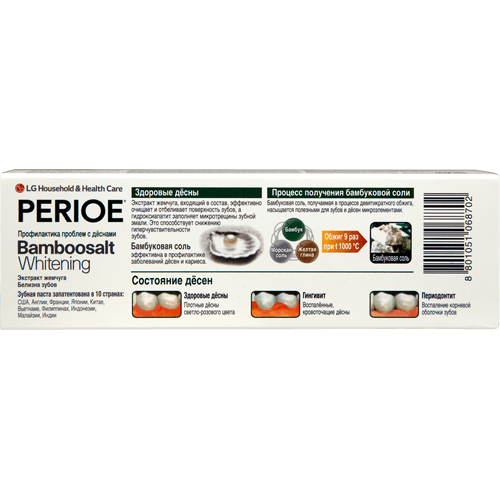 LG Household & Health Care
PERIOE
Профилактика проблем с дёснами
Bamboosalt
Whitening
Экстракт жемчуга
Белизна зубов
Зубная паста запатентована в 10 странах:
США, Англии, Франции, Японии, Китае,
Вьетнаме, Филиппинах, Индонезии,
Малайзии, Индии
Здоровые дёсны
Экстракт жемчуга, входящий в состав, эффективно
очищает и отбеливает поверхность зубов, а
гидроксиапатит заполняет микротрещины зубной
эмали. Это способствует снижению
гиперчувствительности
зубов.
Бамбуковая соль
эффективна в профилактике
заболеваний дёсен и кариеса.
Процесс получения бамбуковой соли
Бамбуковая соль, получаемая в процессе девятикратного обжига,
насыщается полезными для зубов и дёсен микроэлементами.
Бамбук
Морская
соль
Желтая
глина
Обжиг 9 раз
при t 1000 °C
Бамбуковая соль
8 801051 068702
Состояние дёсен
Здоровые дёсны
Плотные дёсны
светло-розового цвета
Гингивит
Воспалённые,
кровоточащие дёсны
Периодонтит
Воспаление корневой
оболочки зубов